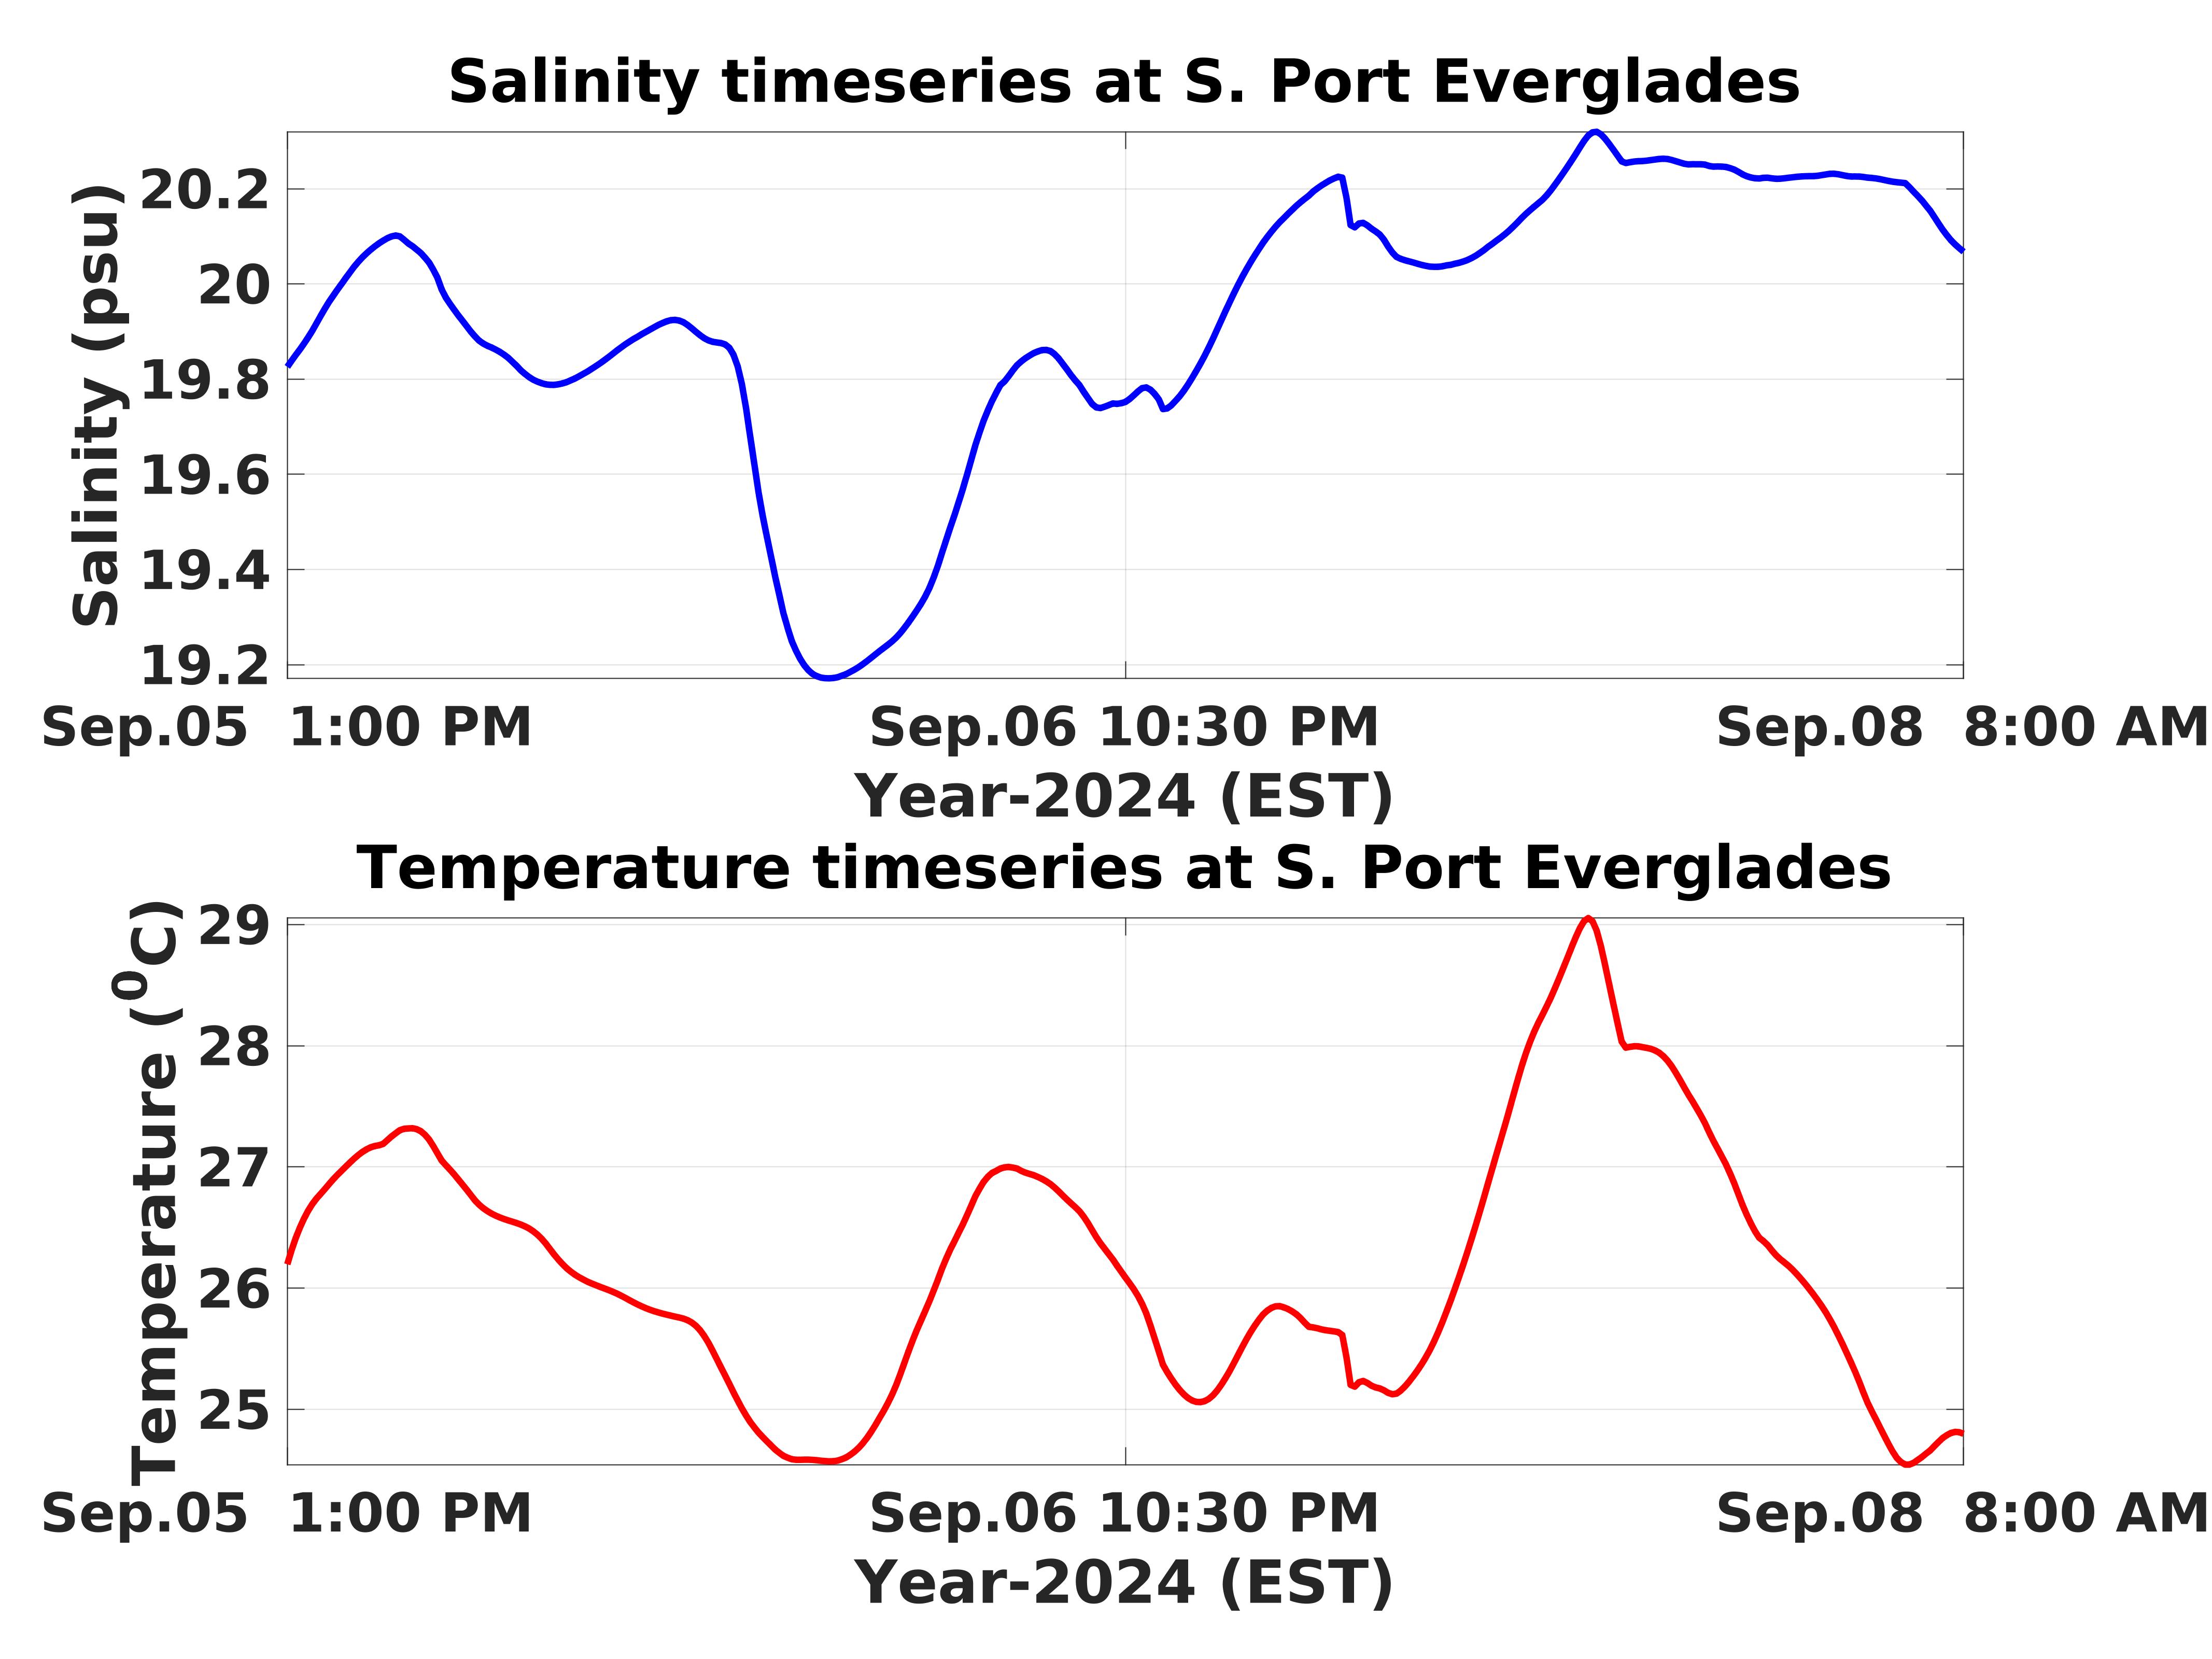 Salinity timeseries at S. Port Everglades
Salinity (psu)
20.2
20
19.8
19.6
19.4
19.2
Sep.05 1:00 PM
Sep.06 10:30 PM
Sep.08 8:00 AM
Year-2024 (EST)
Temperature timeseries at S. Port Everglades
Temperature (⁰C)
29
28
27
26
25
Sep.05 1:00 PM
Sep.06 10:30 PM
Sep.08 8:00 AM
Year-2024 (EST)